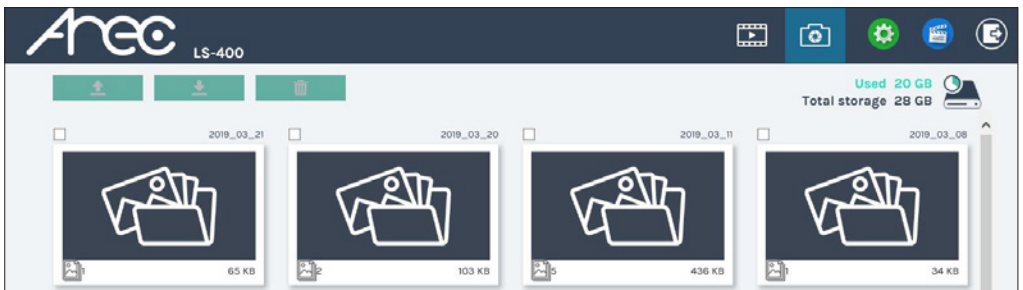 Arec LS-400
Used 20 GB
Total storage 28 GB
2019_03_21 2019_03_20 2019_03_11 2019_03_08
1 65 KB 2 103 KB 5 436 KB 1 34 KB